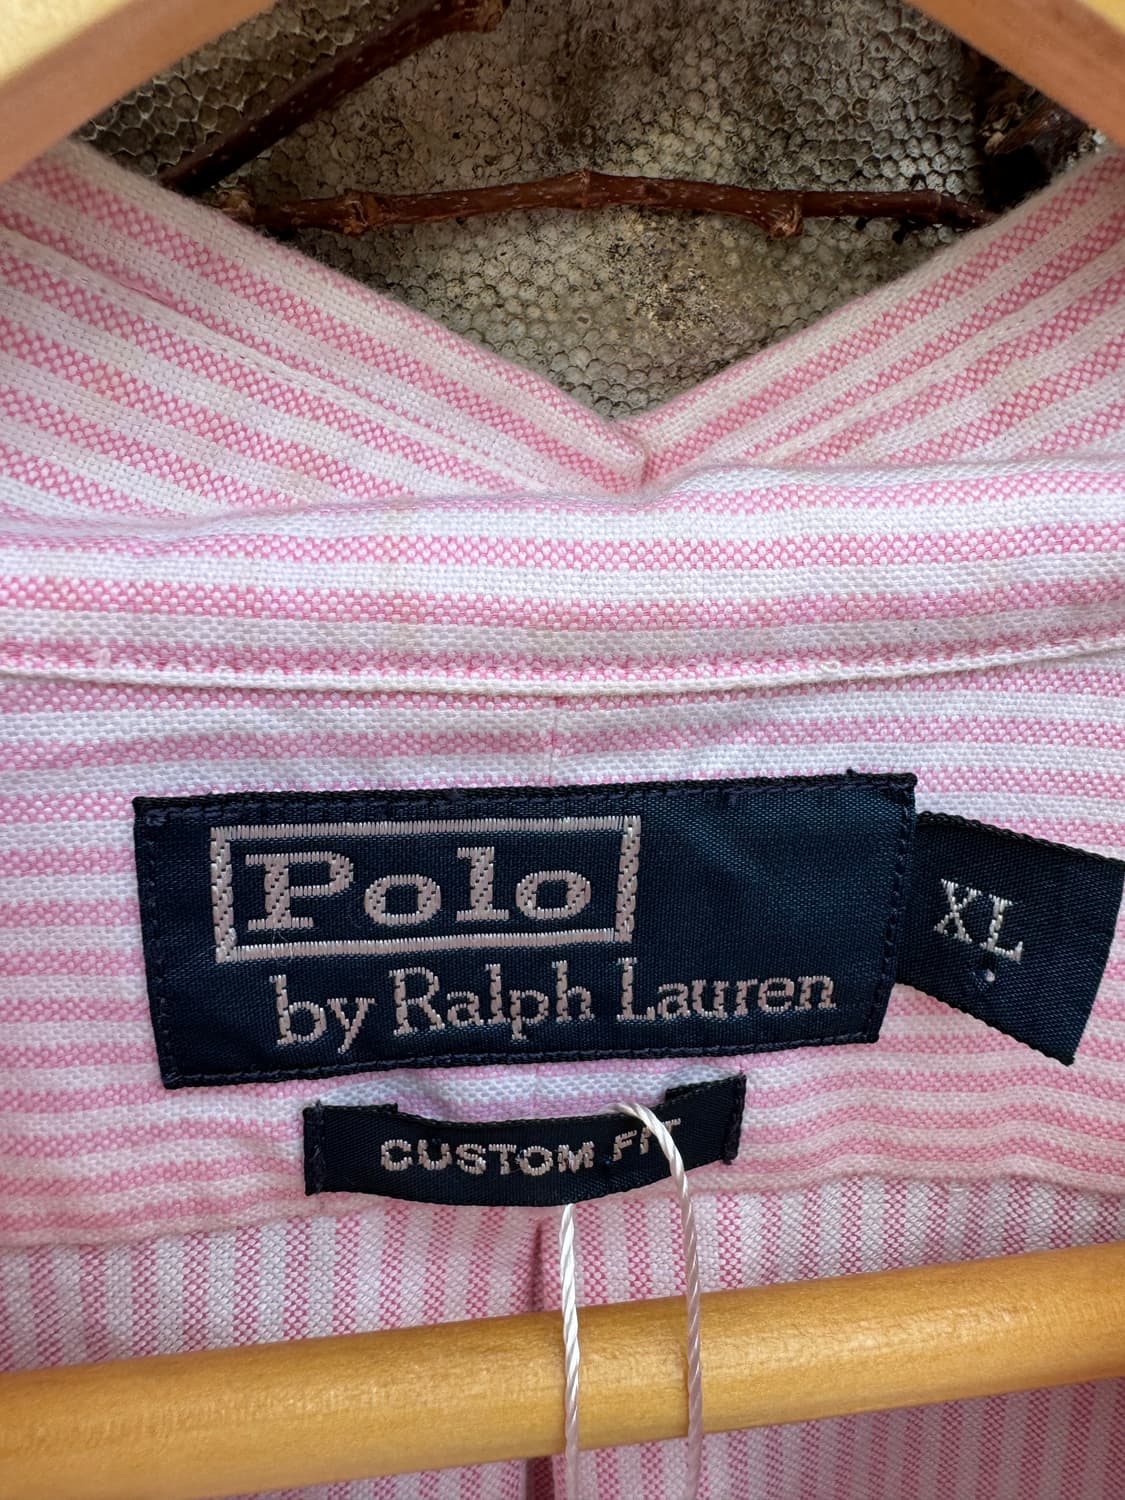 Polo
by Ralph Lauren
XL
CUSTOM FIT